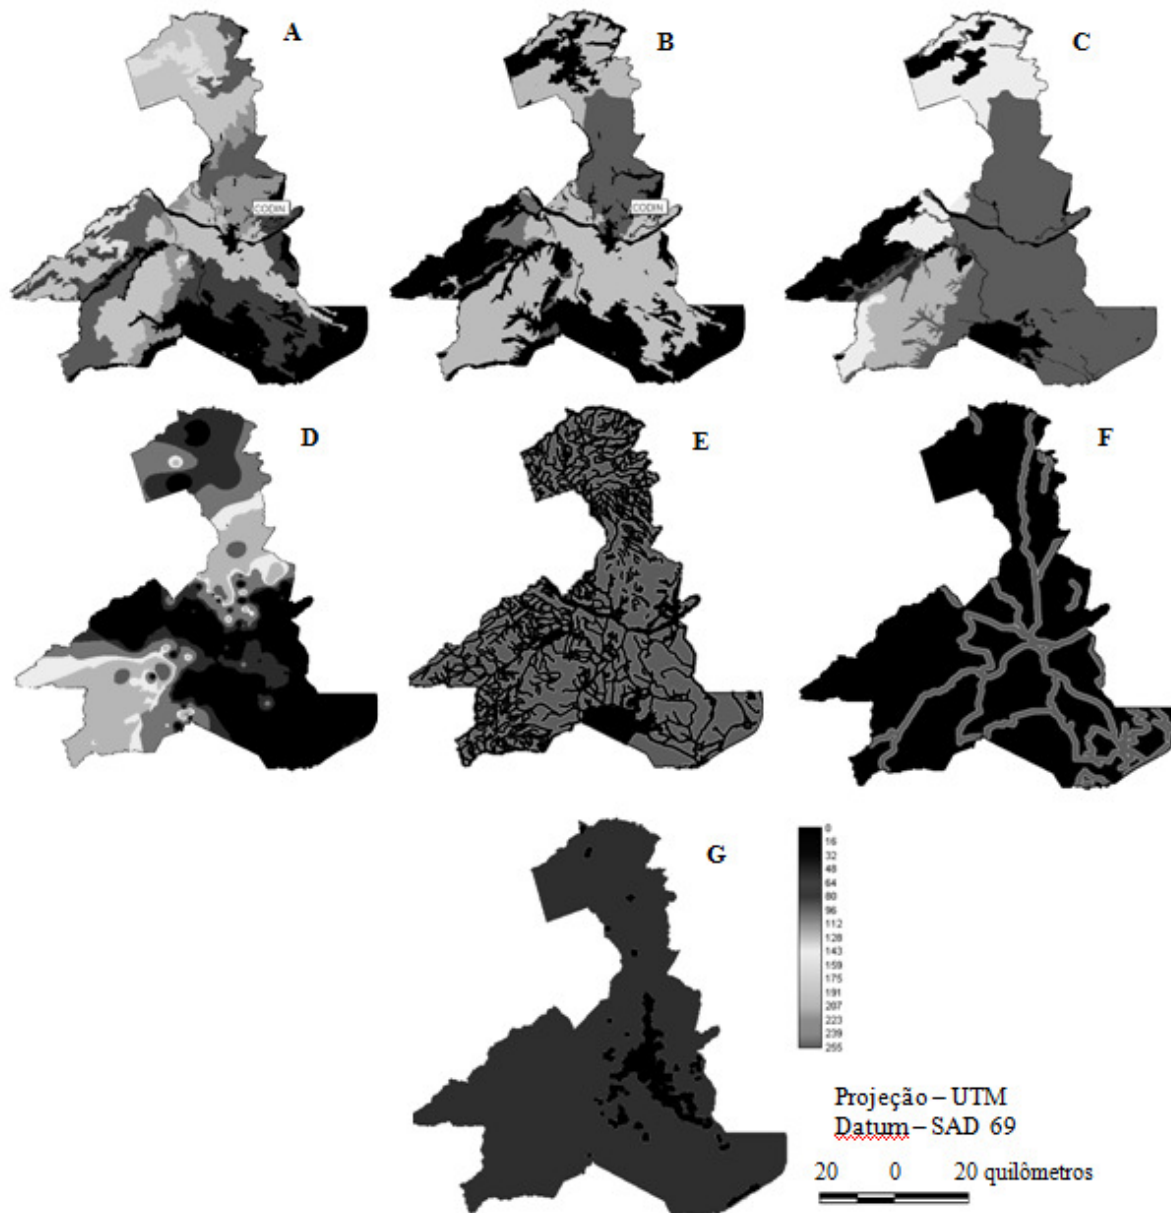 A
B
C
CODIN
CODIN
D
E
F
G
0
16
32
48
64
80
96
112
128
143
159
175
191
207
223
239
255
Projeção – UTM
Datum – SAD 69
20 0 20 quilômetros